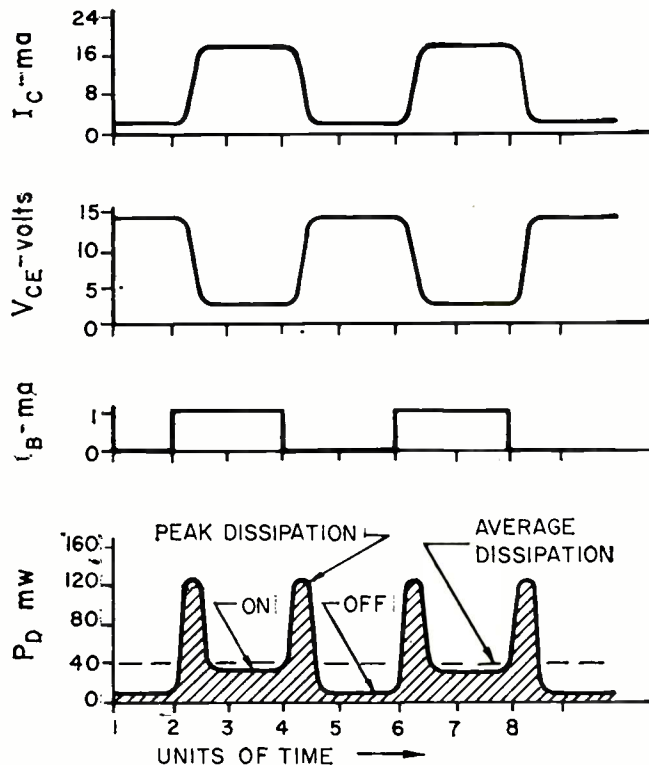 24
16
8
0
I_C - ma
15
10
5
0
V_CE - volts
1
0
I_B - ma
PEAK DISSIPATION
AVERAGE
DISSIPATION
ON
OFF
160
120
80
40
0
P_D mw
1 2 3 4 5 6 7 8
UNITS OF TIME